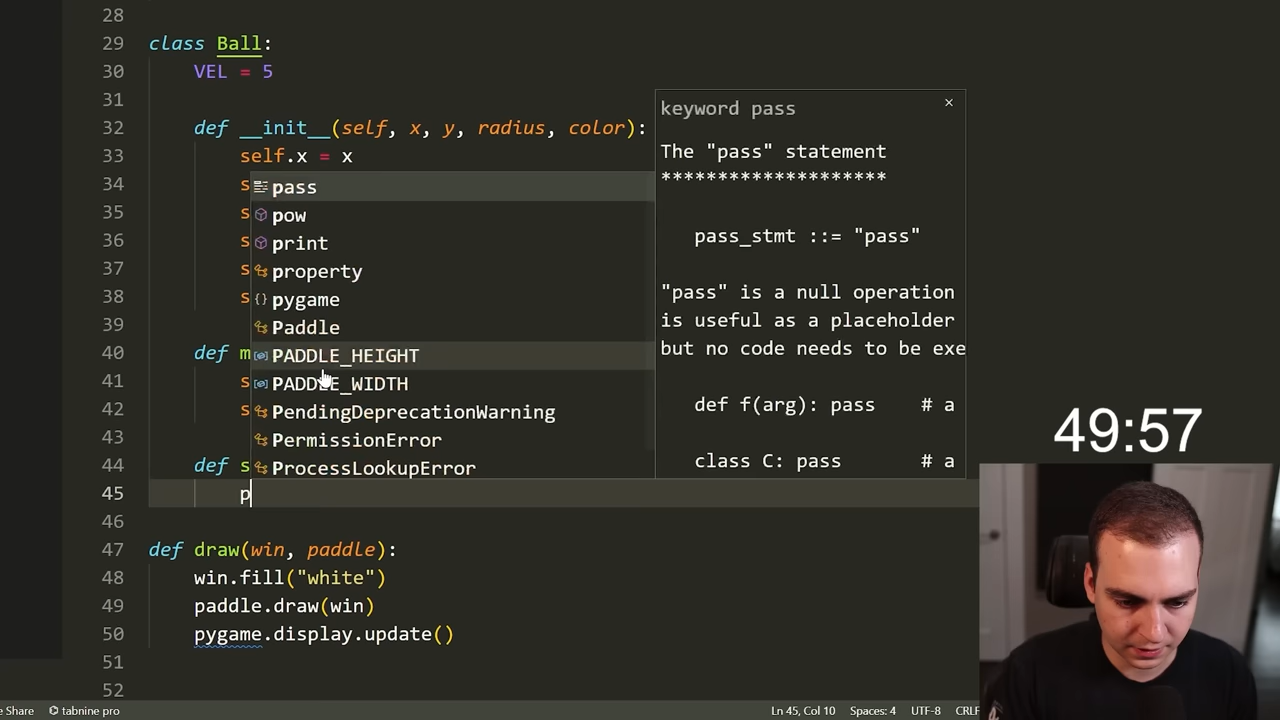 28
29 class Ball:
30 VEL = 5
31
32 def __init__(self, x, y, radius, color):
33 self.x = x
34 s
35 s
36 s
37 s
38 s
39
40 def m
41 s
42 s
43
44 def s
45 p
46
47 def draw(win, paddle):
48 win.fill("white")
49 paddle.draw(win)
50 pygame.display.update()
51
52
pass
pow
print
property
pygame
Paddle
PADDLE_HEIGHT
PADDLE_WIDTH
PendingDeprecationWarning
PermissionError
ProcessLookupError
keyword pass ×
The "pass" statement
********************
pass_stmt ::= "pass"
"pass" is a null operation
is useful as a placeholder
but no code needs to be exe
def f(arg): pass # a
class C: pass # a
49:57
e Share tabnine pro Ln 45, Col 10 Spaces: 4 UTF-8 CRLF